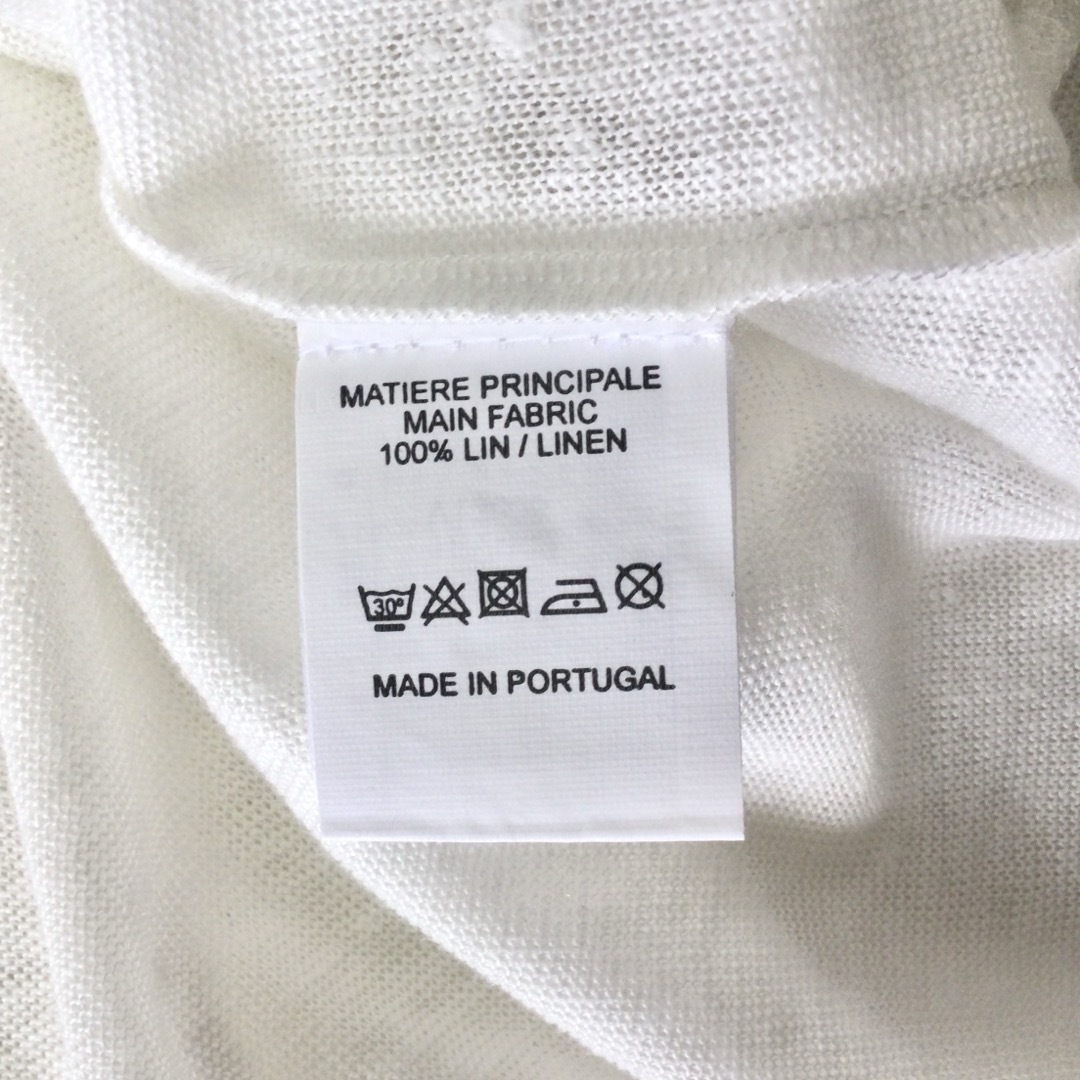 MATIERE PRINCIPALE
MAIN FABRIC
100% LIN / LINEN
30°
MADE IN PORTUGAL